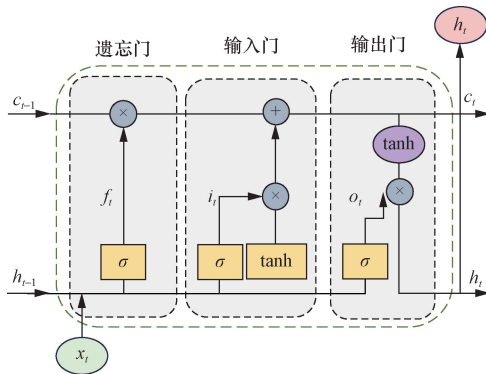 h_t
遗忘门 输入门 输出门
c_{t-1} × + c_t
tanh
f_t i_t × o_t ×
σ σ tanh σ
h_{t-1} h_t
x_t